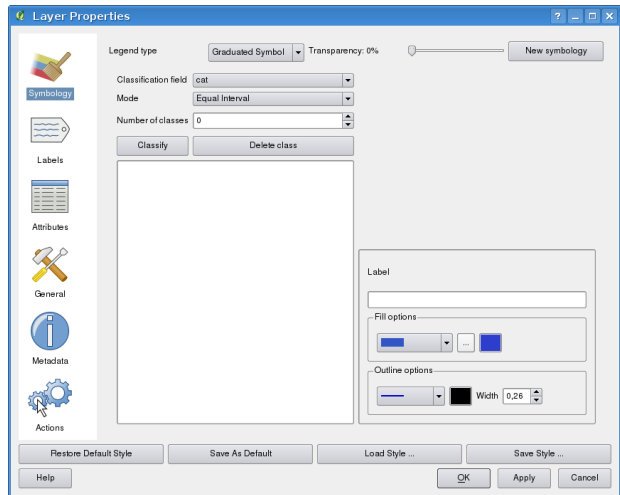 Layer Properties
Legend type Graduated Symbol Transparency: 0% New symbology
Classification field cat
Mode Equal Interval
Number of classes 0
Classify Delete class
Symbology
Labels
Attributes
General
Metadata
Actions
Label
Fill options
...
Outline options
Width 0,26
Restore Default Style Save As Default Load Style ... Save Style ...
Help OK Apply Cancel